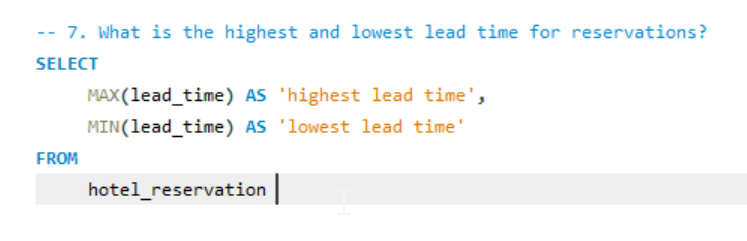 -- 7. What is the highest and lowest lead time for reservations?
SELECT
MAX(lead_time) AS 'highest lead time',
MIN(lead_time) AS 'lowest lead time'
FROM
hotel_reservation